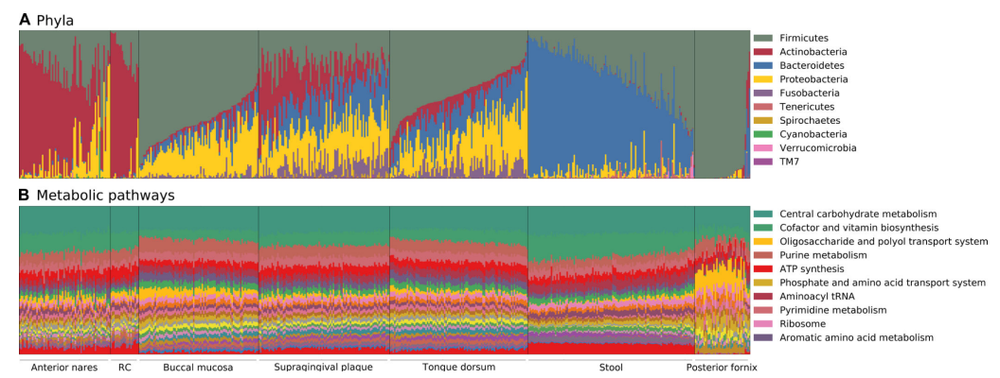 A Phyla
Firmicutes
Actinobacteria
Bacteroidetes
Proteobacteria
Fusobacteria
Tenericutes
Spirochaetes
Cyanobacteria
Verrucomicrobia
TM7
B Metabolic pathways
Central carbohydrate metabolism
Cofactor and vitamin biosynthesis
Oligosaccharide and polyol transport system
Purine metabolism
ATP synthesis
Phosphate and amino acid transport system
Aminoacyl tRNA
Pyrimidine metabolism
Ribosome
Aromatic amino acid metabolism
Anterior nares RC Buccal mucosa Supragingival plaque Tongue dorsum Stool Posterior fornix